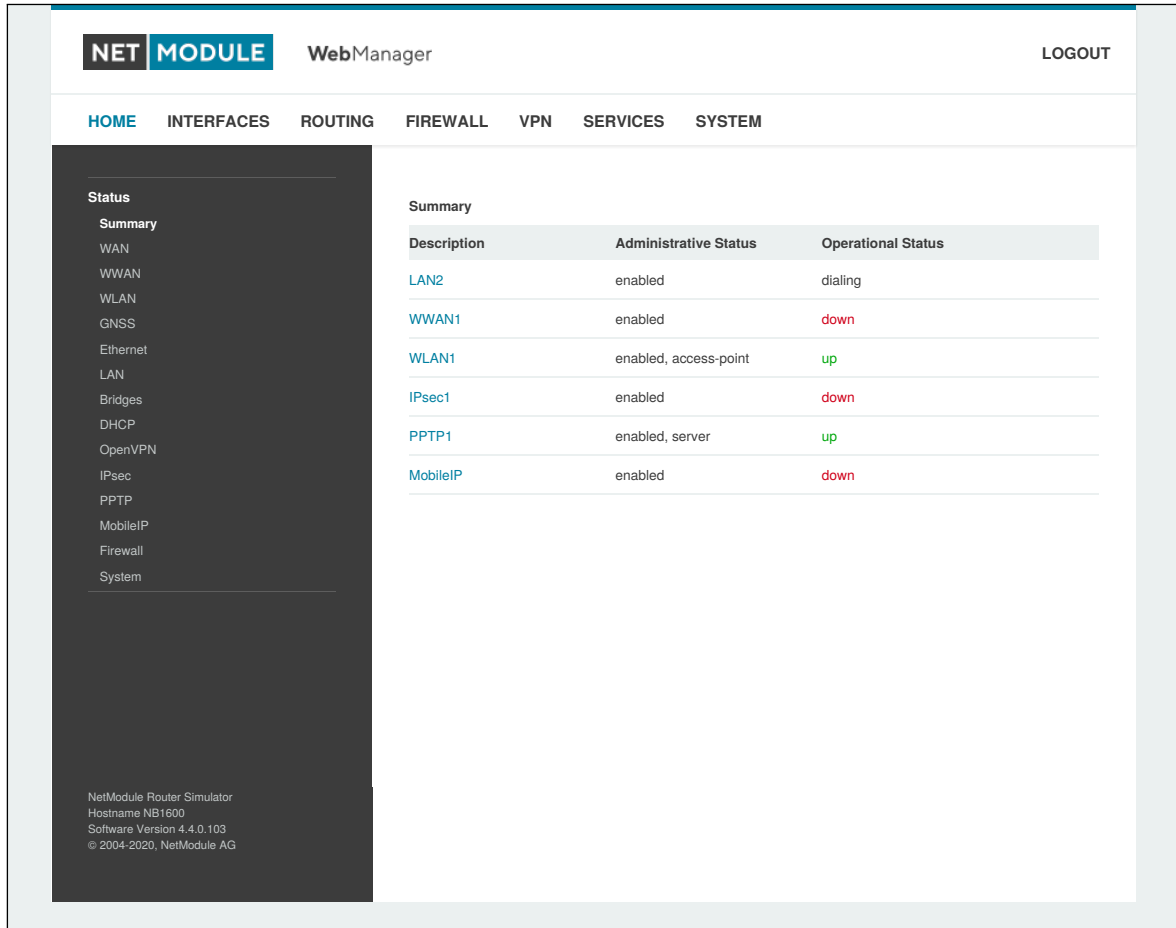 NET MODULE WebManager LOGOUT
HOME INTERFACES ROUTING FIREWALL VPN SERVICES SYSTEM
Status
Summary
WAN
WWAN
WLAN
GNSS
Ethernet
LAN
Bridges
DHCP
OpenVPN
IPsec
PPTP
MobileIP
Firewall
System
NetModule Router Simulator
Hostname NB1600
Software Version 4.4.0.103
© 2004-2020, NetModule AG
Summary
Description Administrative Status Operational Status
LAN2 enabled dialing
WWAN1 enabled down
WLAN1 enabled, access-point up
IPsec1 enabled down
PPTP1 enabled, server up
MobileIP enabled down